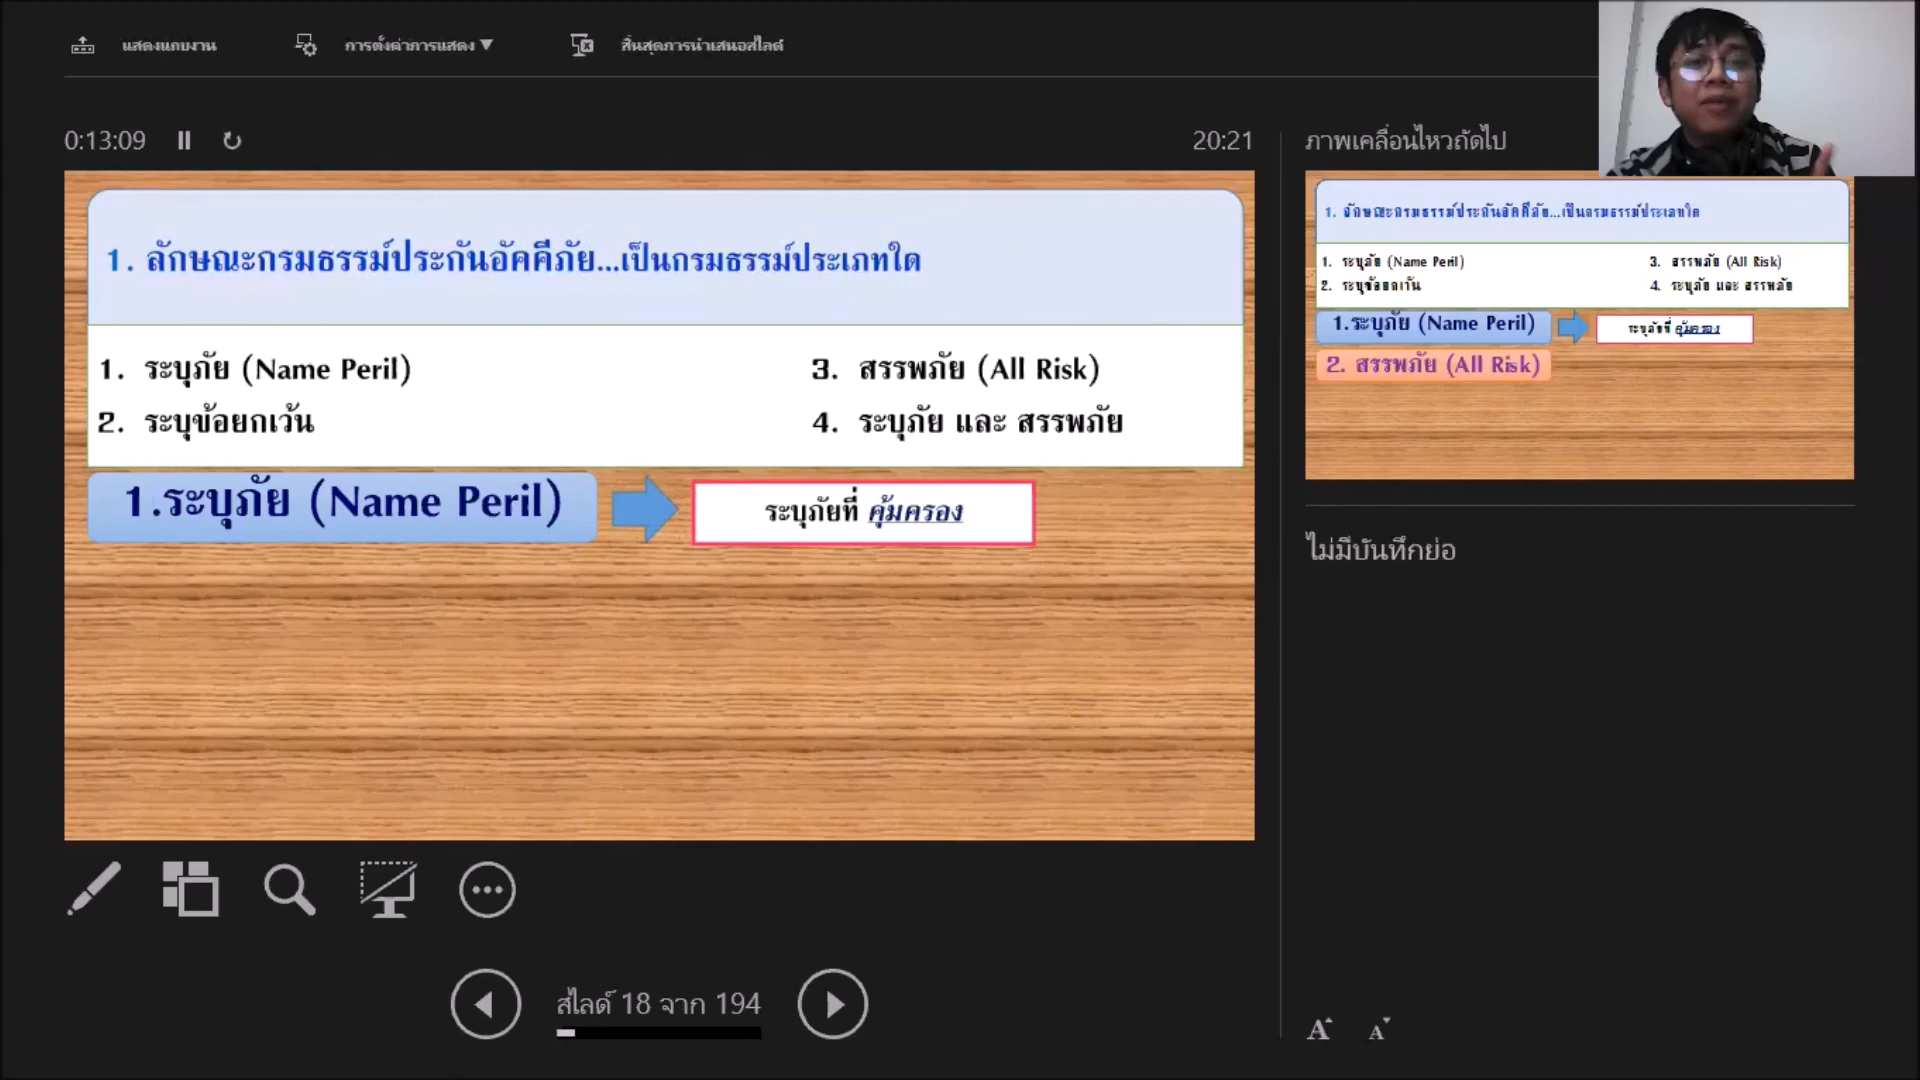 แสดงแถบงาน
การตั้งค่าการแสดง ▼
สิ้นสุดการนำเสนอสไลด์
0:13:09
20:21
1. ลักษณะกรมธรรม์ประกันอัคคีภัย...เป็นกรมธรรม์ประเภทใด
1. ระบุภัย (Name Peril)
3. สรรพภัย (All Risk)
2. ระบุข้อยกเว้น
4. ระบุภัย และ สรรพภัย
1.ระบุภัย (Name Peril)
ระบุภัยที่ คุ้มครอง
สไลด์ 18 จาก 194
ภาพเคลื่อนไหวถัดไป
1. ลักษณะกรมธรรม์ประกันอัคคีภัย...เป็นกรมธรรม์ประเภทใด
1. ระบุภัย (Name Peril)
3. สรรพภัย (All Risk)
2. ระบุข้อยกเว้น
4. ระบุภัย และ สรรพภัย
1.ระบุภัย (Name Peril)
ระบุภัยที่ คุ้มครอง
2. สรรพภัย (All Risk)
ไม่มีบันทึกย่อ
A A